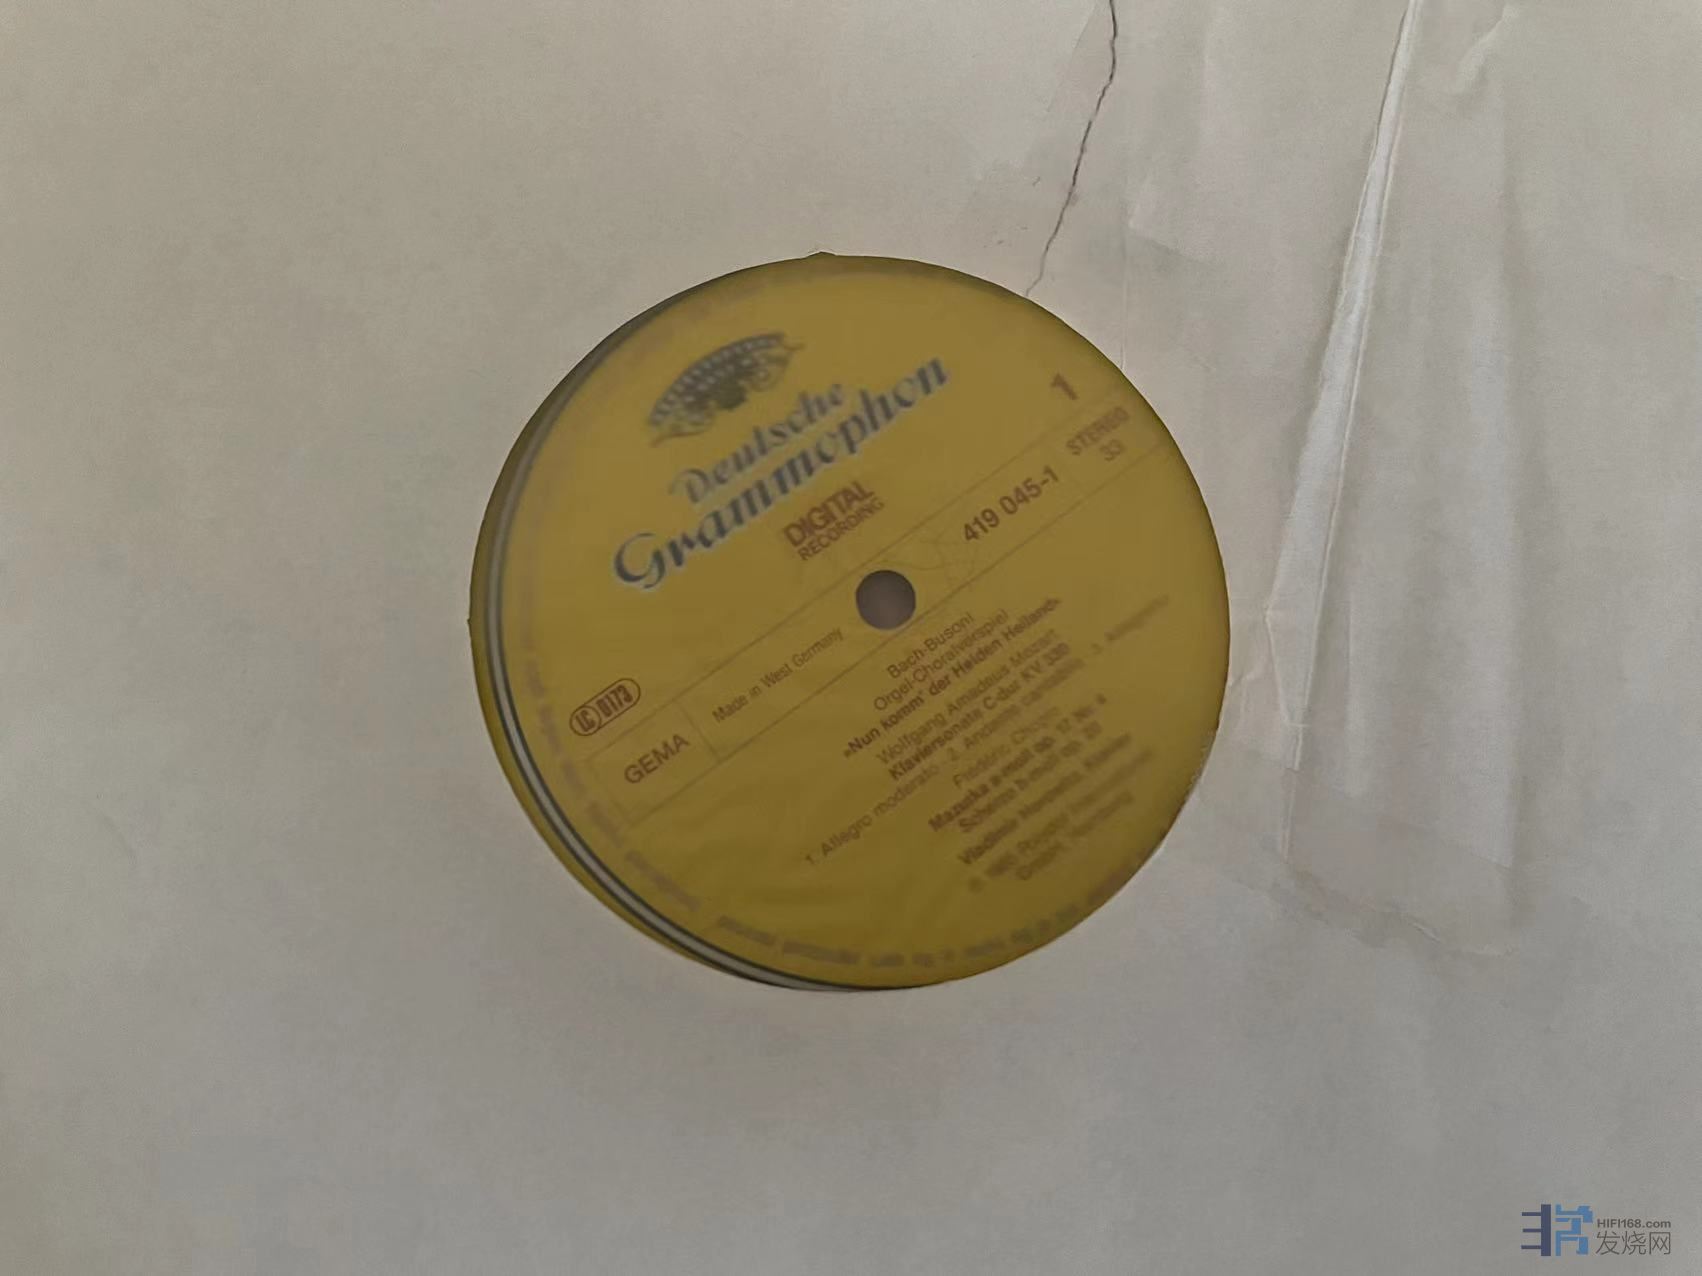 Deutsche
Grammophon
DIGITAL
RECORDING
1
STEREO
33
419 045-1
Made in West Germany
LC 0173
GEMA
Bach-Busoni
Orgel-Choralvorspiel
»Nun komm' der Heiden Heiland«
Wolfgang Amadeus Mozart
Klaviersonate C-dur KV 330
1. Allegro moderato · 2. Andante cantabile · 3. Allegretto
Frédéric Chopin
Mazurka a-moll op. 17 No. 4
Scherzo h-moll op. 20
Vladimir Horowitz, Klavier
HIFI168.com
发烧网